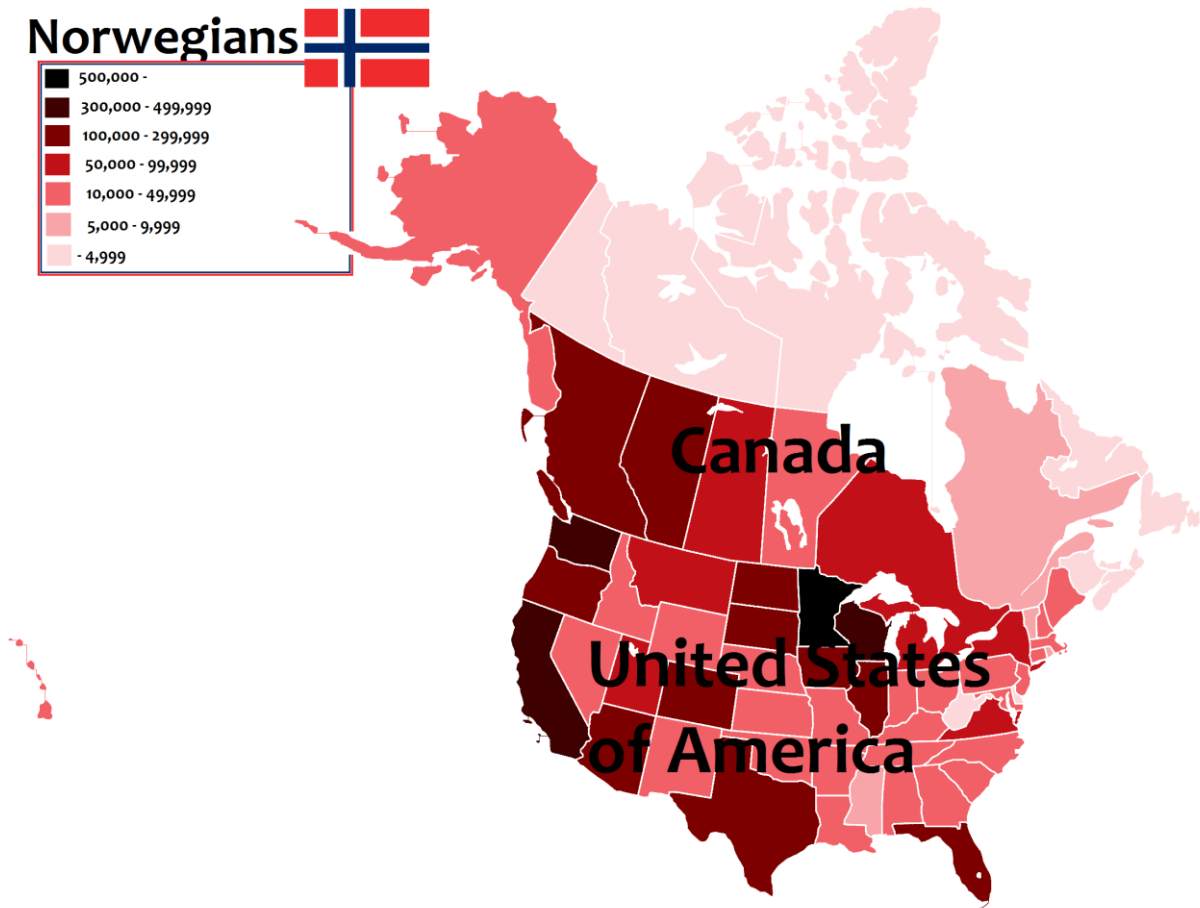 Norwegians
500,000 -
300,000 - 499,999
100,000 - 299,999
50,000 - 99,999
10,000 - 49,999
5,000 - 9,999
- 4,999
Canada
United States
of America